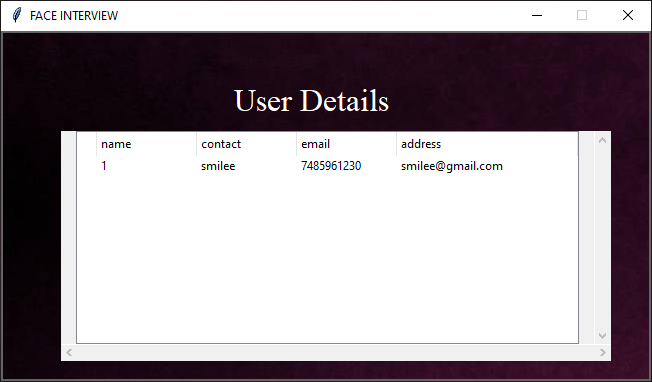 FACE INTERVIEW
User Details
name contact email address
1 smilee 7485961230 smilee@gmail.com